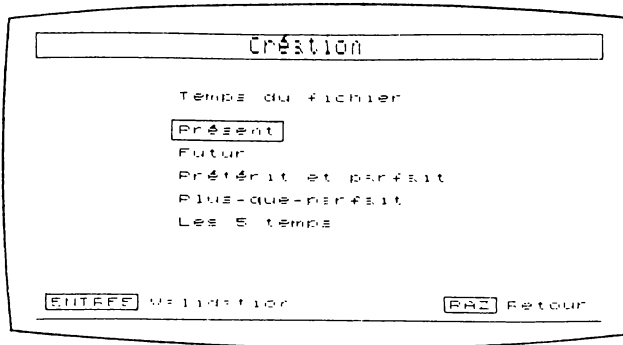 Création
Temps du fichier
Présent
Futur
Prétérit et parfait
Plus-que-parfait
Les 5 temps
ENTREE Validation RAZ Retour